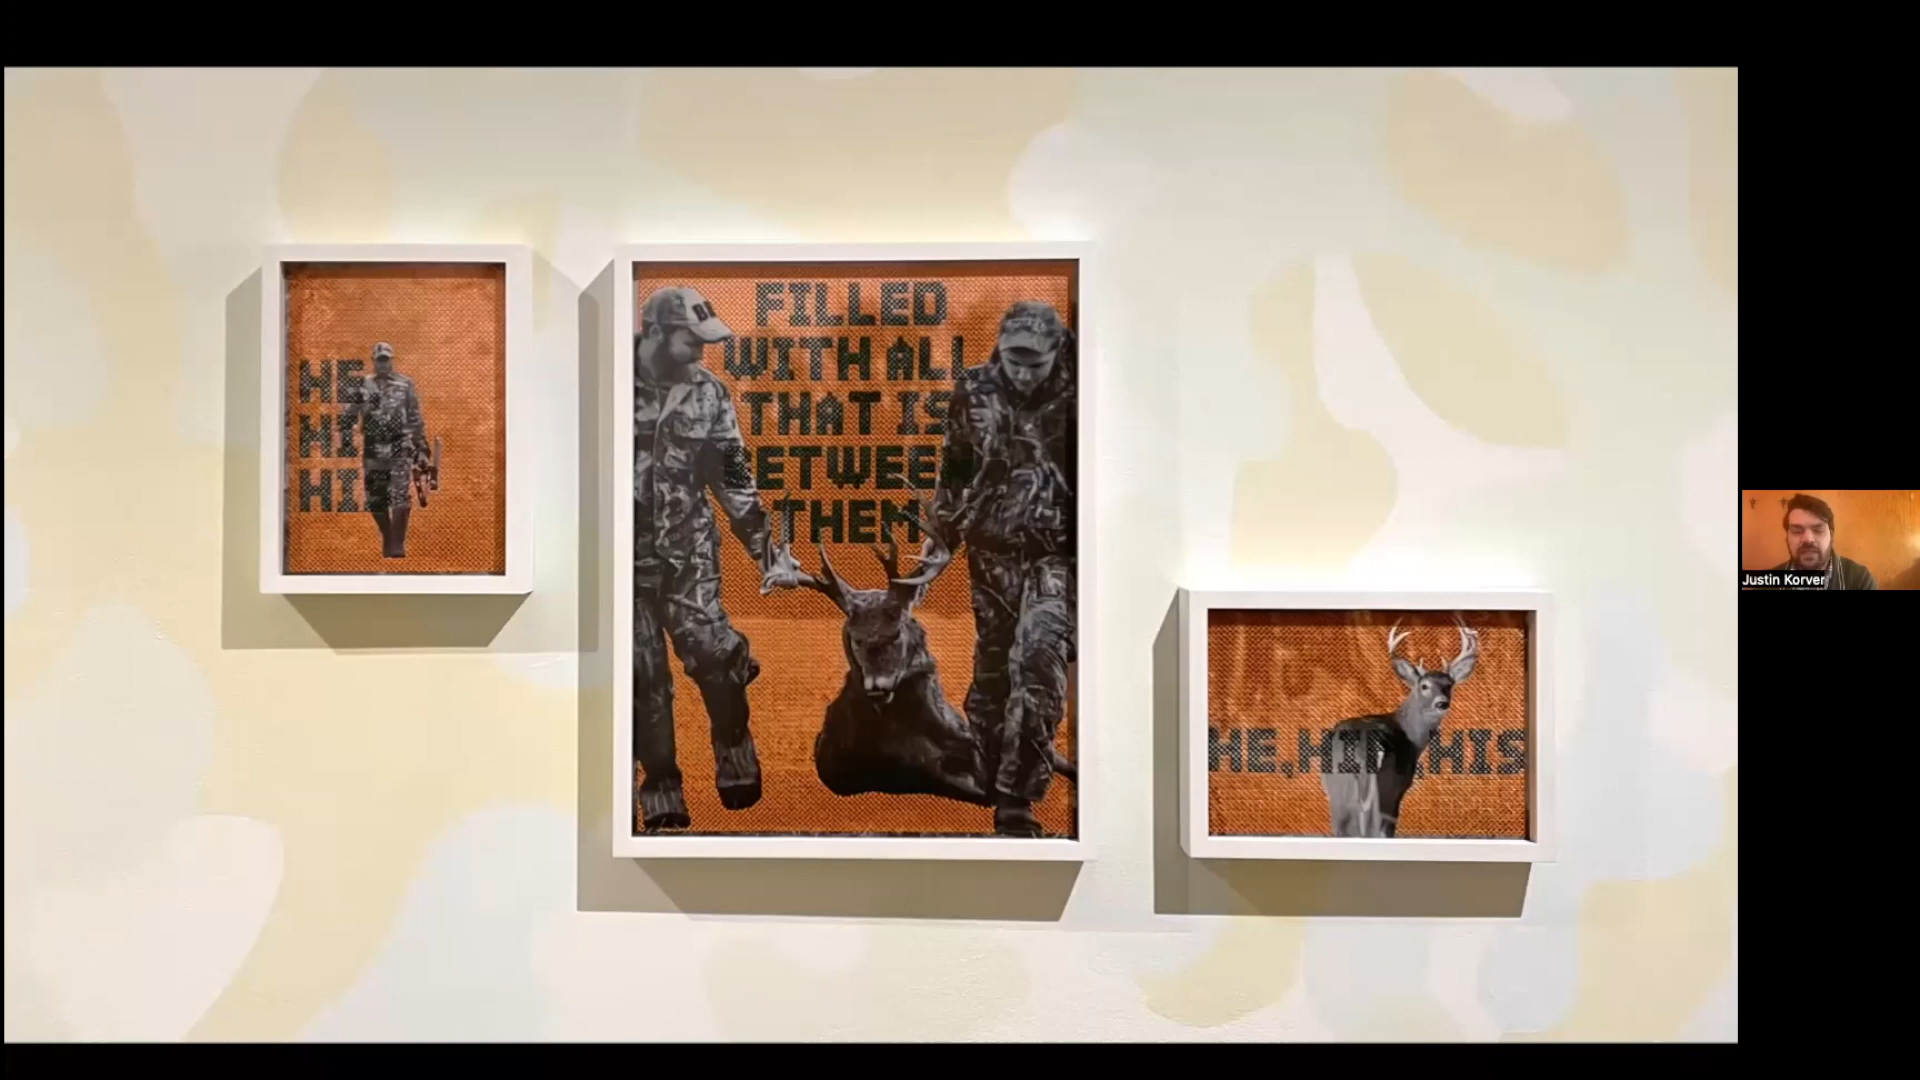 HE,
HIM
HIS
FILLED
WITH ALL
THAT IS
BETWEEN
THEM
HE, HIM, HIS
Justin Korver